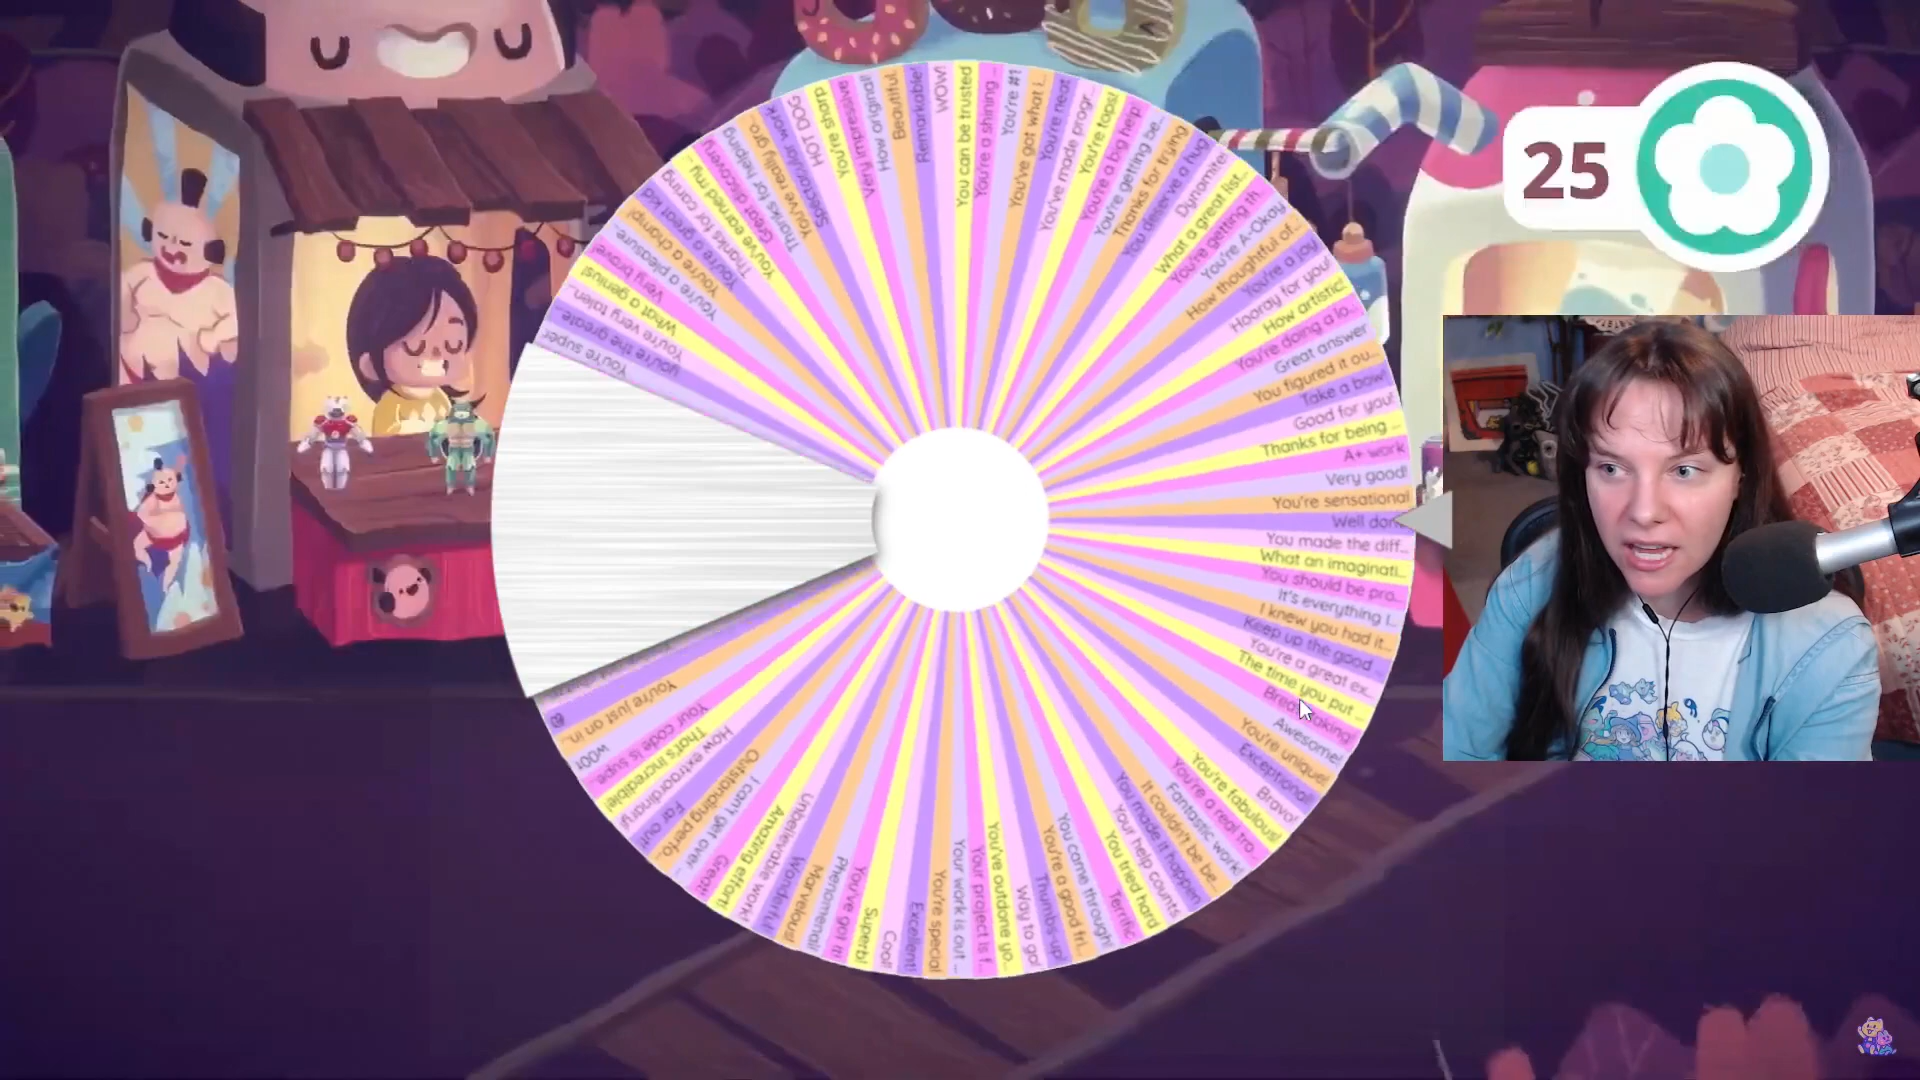 25
WOW!
You can be trusted
You're a shining ...
You're #1
You've got what i...
You're neat
You've made progr...
You're tops!
You're a big help
You're getting be...
Thanks for trying
You deserve a hug
Dynomite!
What a great list...
You're getting th...
You're A-Okay
How thoughtful of...
You're a joy
Hooray for you!
How artistic!
You're doing a lo...
Great answer
You figured it ou...
Take a bow!
Good for you!
Thanks for being ...
A+ work
Very good!
You're sensational
Well don
You made the diff...
What an imaginati...
You should be pro...
It's everything I...
I knew you had it...
Keep up the good ...
You're a great ex...
The time you put ...
Awesome!
You're unique!
Exceptional!
Bravo!
You're fabulous!
You're a real tro...
Fantastic work!
It couldn't be be...
You made it happen
Your help counts
You tried hard
Terrific
You came through!
You're a good fri...
Thumbs-up!
Way to go!
You've outdone yo...
Your project is f...
Your work is out ...
You're special
Excellent!
Cool!
Superb!
You've got it!
Phenomenal!
Marvelous!
Wonderful!
Unbelievable work!
Amazing effort!
Great!
I can't get over ...
Outstanding perfo...
Far out!
How extraordinary!
That's incredible!
Your code is supe...
w00t
You're just on in...
You're super
you're the greate...
You're very talen...
What a genius!
Very brave!
You're a pleasure...
You're a champ!
You're a great kid
Thanks for caring
You've earned my ...
Great discovery
Thanks for helping
You're really gro...
Spectacular work
HOT DOG
You're sharp
Very impressive
How original!
Beautiful!
Remarkable!